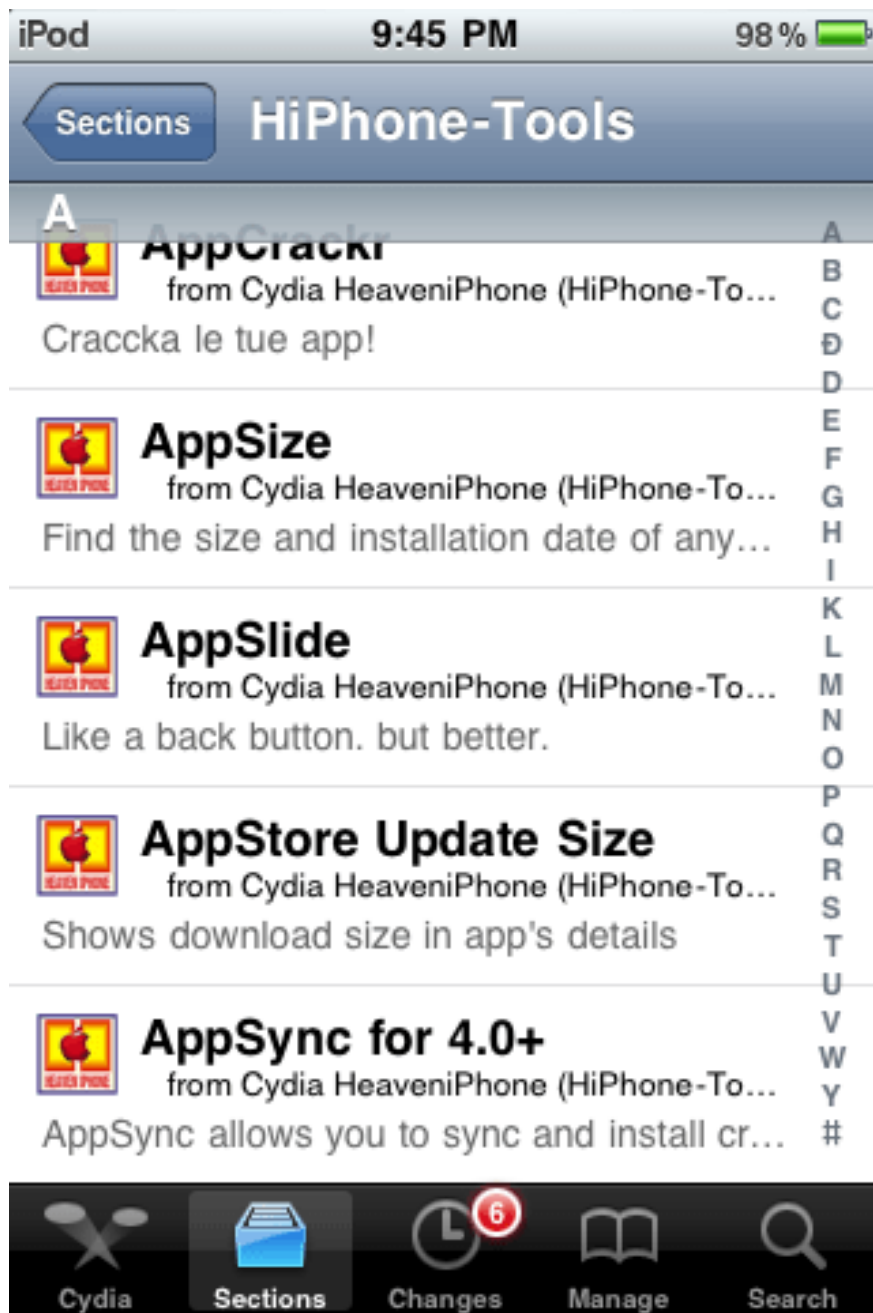 iPod 9:45 PM 98%
Sections HiPhone-Tools
A
AppCrackr
from Cydia HeaveniPhone (HiPhone-To...
Craccka le tue app!
AppSize
from Cydia HeaveniPhone (HiPhone-To...
Find the size and installation date of any...
AppSlide
from Cydia HeaveniPhone (HiPhone-To...
Like a back button. but better.
AppStore Update Size
from Cydia HeaveniPhone (HiPhone-To...
Shows download size in app's details
AppSync for 4.0+
from Cydia HeaveniPhone (HiPhone-To...
AppSync allows you to sync and install cr...
A
B
C
Đ
D
E
F
G
H
I
K
L
M
N
O
P
Q
R
S
T
U
V
W
Y
#
6
Cydia Sections Changes Manage Search